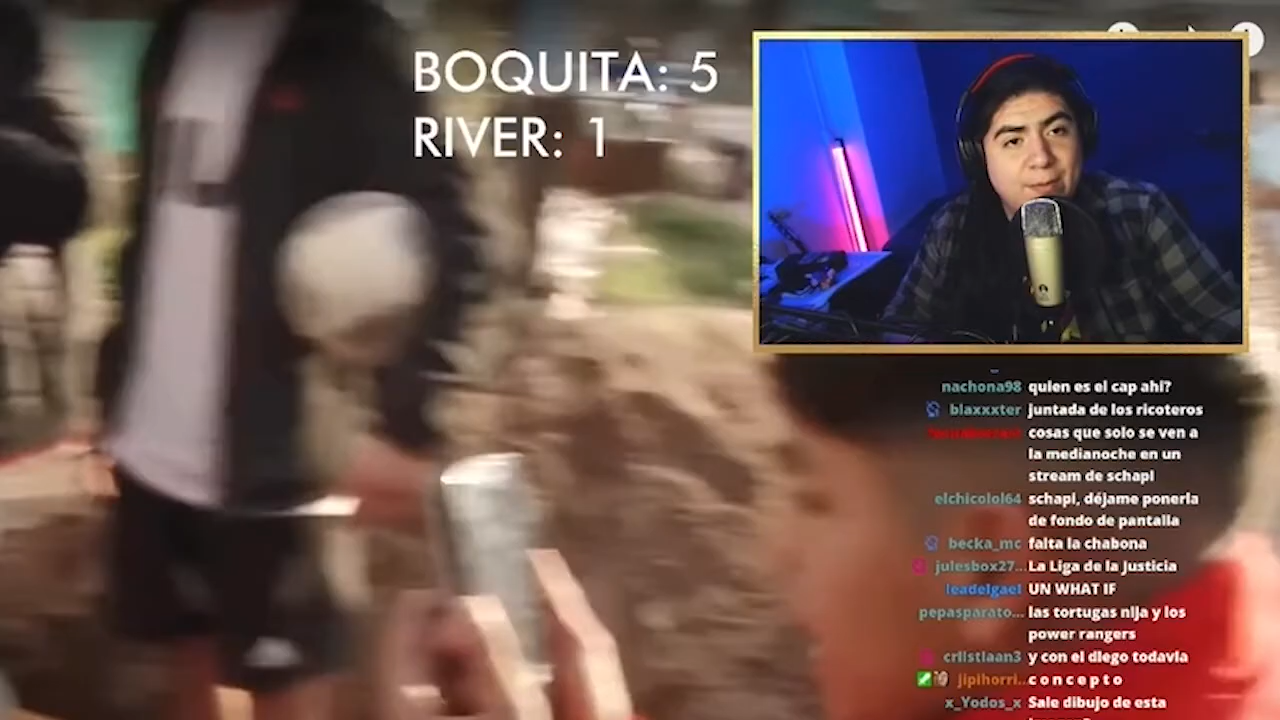 BOQUITA: 5
RIVER: 1
nachona98 quien es el cap ahi?
blaxxxter juntada de los ricoteros
cosas que solo se ven a
la medianoche en un
stream de schapi
elchicolol64 schapi, déjame ponerla
de fondo de pantalla
becka_mc falta la chabona
julesbox27... La Liga de la Justicia
leadelgael UN WHAT IF
pepasparato... las tortugas nija y los
power rangers
criistiaan3 y con el diego todavia
jipihorri... c o n c e p t o
x_Yodos_x Sale dibujo de esta